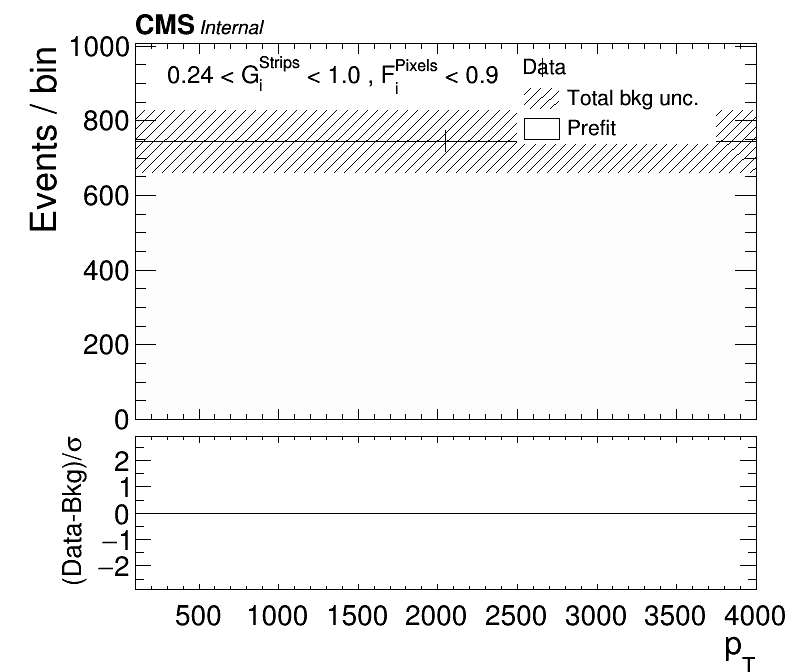 CMS Internal
1000
800
600
400
200
0
Events / bin
0.24 < G_i^Strips < 1.0 , F_i^Pixels < 0.9
Data
Total bkg unc.
Prefit
(Data-Bkg)/σ
2
1
0
−1
−2
500 1000 1500 2000 2500 3000 3500 4000
p_T